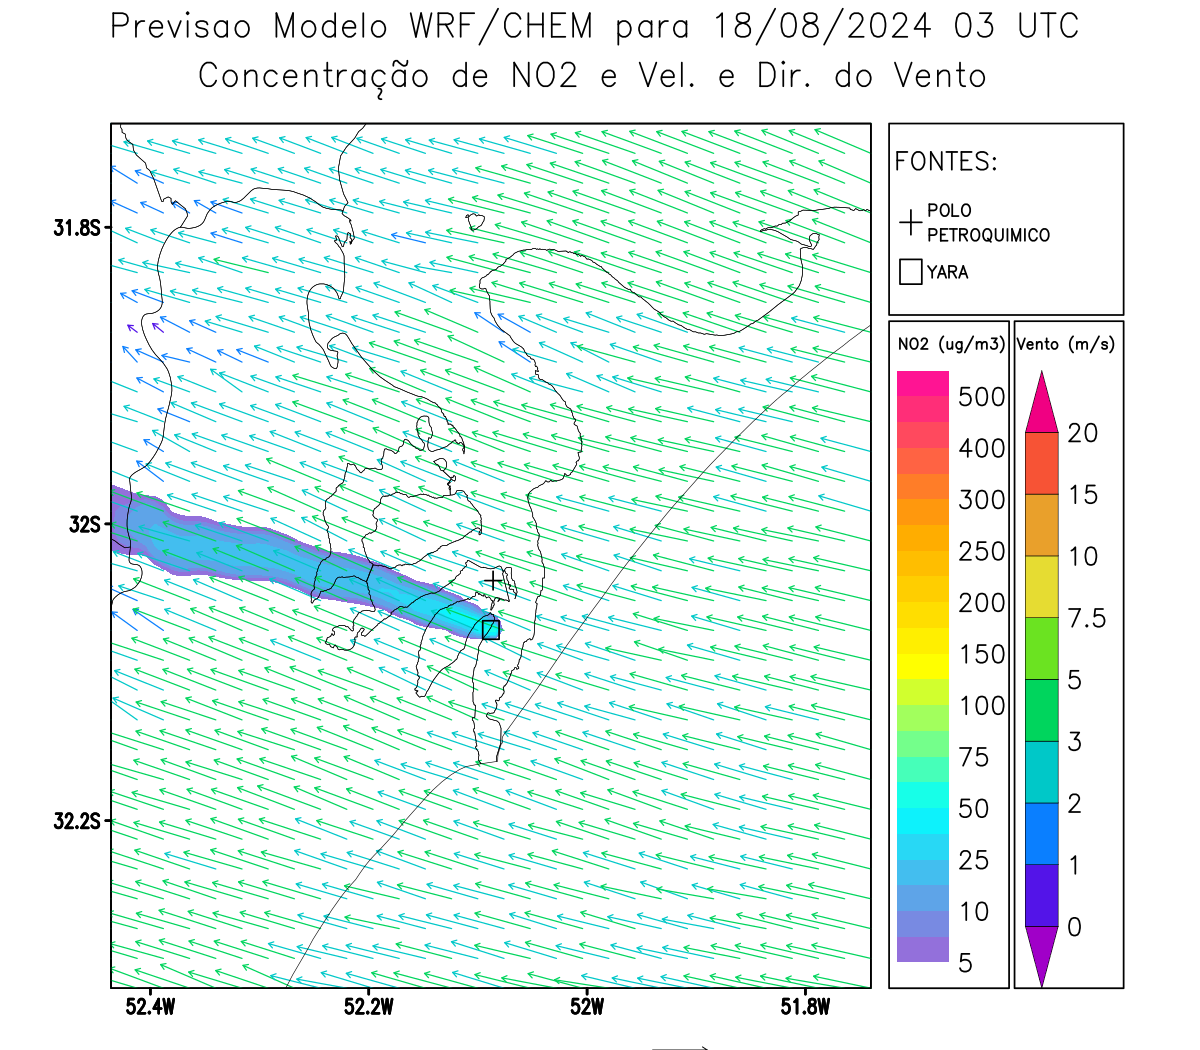 Previsao Modelo WRF/CHEM para 18/08/2024 03 UTC
Concentração de NO2 e Vel. e Dir. do Vento
FONTES:
POLO
PETROQUIMICO
YARA
31.8S
32S
32.2S
52.4W
52.2W
52W
51.8W
NO2 (ug/m3)
500
400
300
250
200
150
100
75
50
25
10
5
Vento (m/s)
20
15
10
7.5
5
3
2
1
0